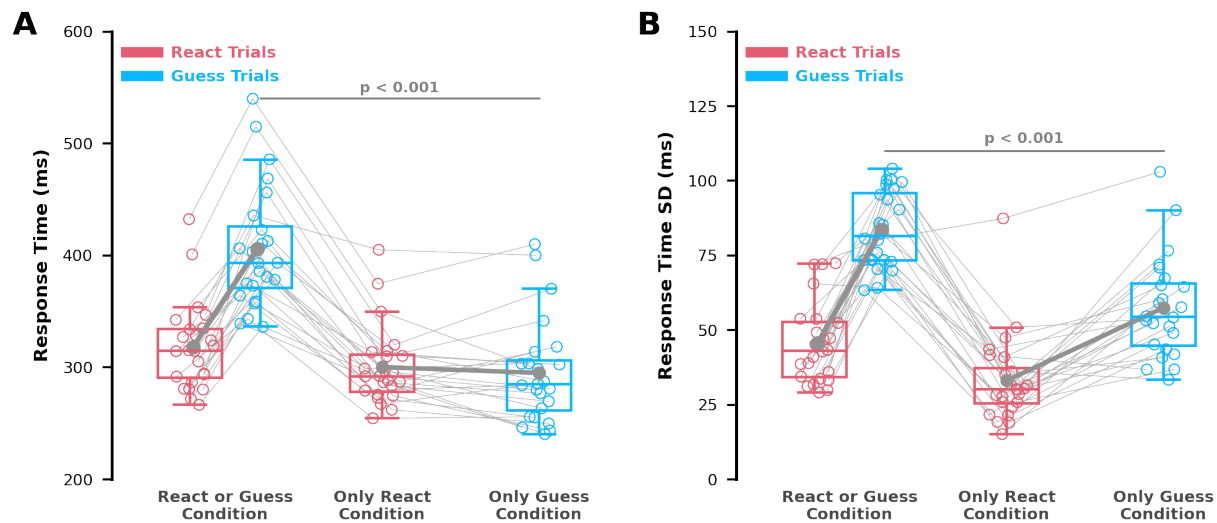 A
600
500
400
300
200
Response Time (ms)
React Trials
Guess Trials
p < 0.001
React or Guess
Condition
Only React
Condition
Only Guess
Condition
B
150
125
100
75
50
25
0
Response Time SD (ms)
React Trials
Guess Trials
p < 0.001
React or Guess
Condition
Only React
Condition
Only Guess
Condition